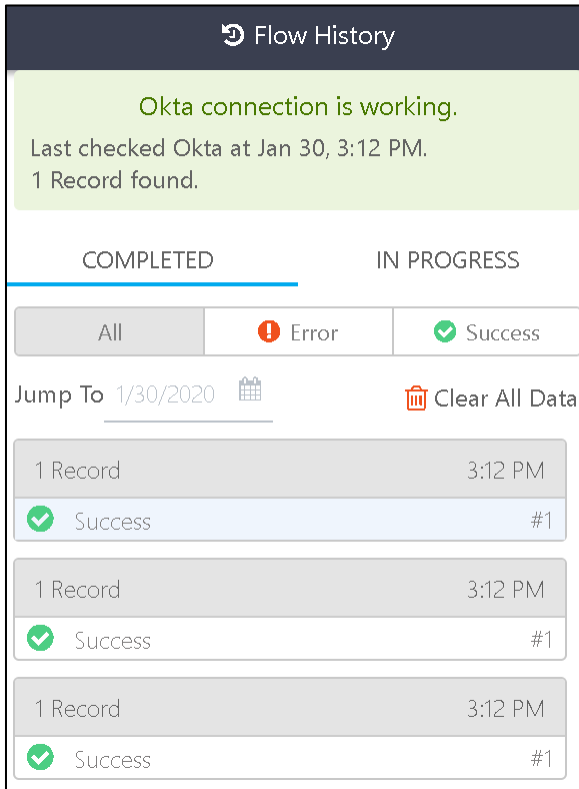 Flow History
Okta connection is working.
Last checked Okta at Jan 30, 3:12 PM.
1 Record found.
COMPLETED IN PROGRESS
All Error Success
Jump To 1/30/2020 Clear All Data
1 Record 3:12 PM
Success #1
1 Record 3:12 PM
Success #1
1 Record 3:12 PM
Success #1